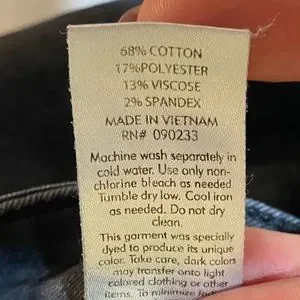 68% COTTON
17%POLYESTER
13% VISCOSE
2% SPANDEX
MADE IN VIETNAM
RN# 090233
Machine wash separately in
cold water. Use only non-
chlorine bleach as needed.
Tumble dry low. Cool iron
as needed. Do not dry
clean.
This garment was specially
dyed to produce its unique
color. Take care, dark colors
may transfer onto light
colored clothing or other
items. To minimize